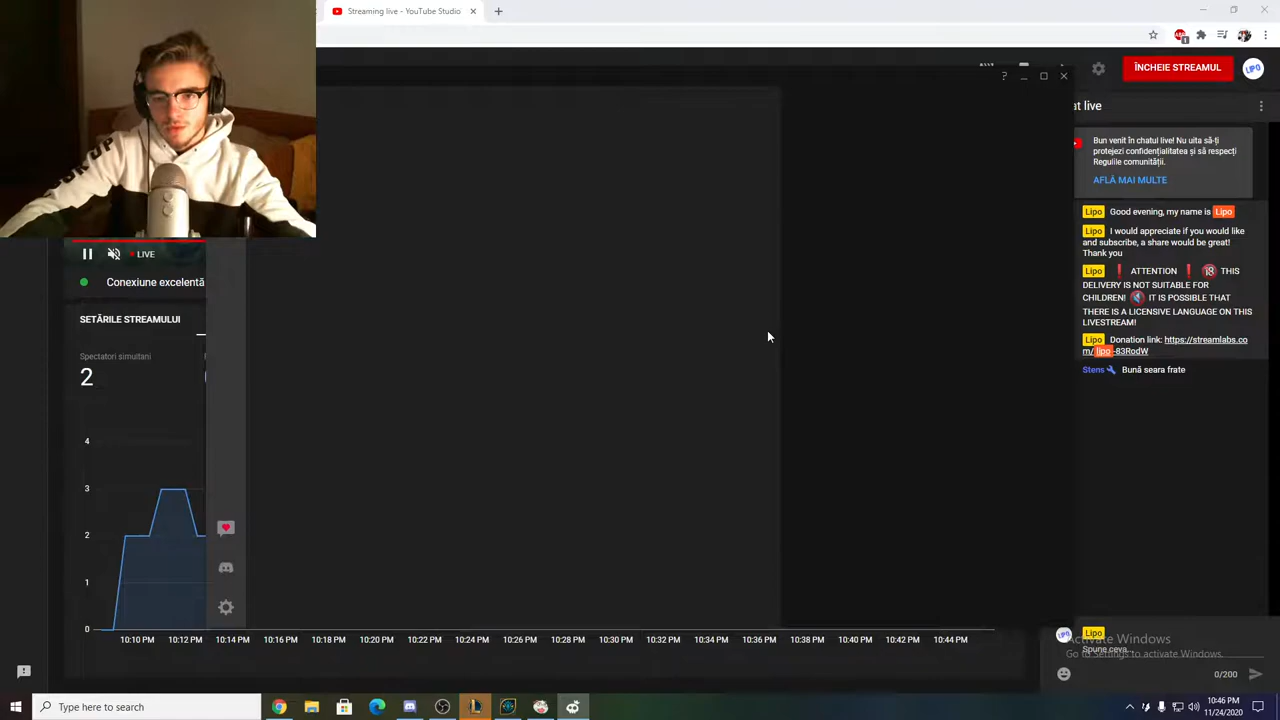 Streaming live - YouTube Studio
1
ÎNCHEIE STREAMUL
LIPO
at live
Bun venit în chatul live! Nu uita să-ți
protejezi confidențialitatea și să respecți
Regulile comunității.
AFLĂ MAI MULTE
Lipo Good evening, my name is Lipo
Lipo I would appreciate if you would like
and subscribe, a share would be great!
Thank you
Lipo ❗ ATTENTION ❗ 🔞 THIS
DELIVERY IS NOT SUITABLE FOR
CHILDREN! IT IS POSSIBLE THAT
THERE IS A LICENSIVE LANGUAGE ON THIS
LIVESTREAM!
Lipo Donation link: https://streamlabs.co
m/lipo-83RodW
Stens Bună seara frate
LIVE
Conexiune excelentă
SETĂRILE STREAMULUI
Spectatori simultani
2
4
3
2
1
0
10:10 PM 10:12 PM 10:14 PM 10:16 PM 10:18 PM 10:20 PM 10:22 PM 10:24 PM 10:26 PM 10:28 PM 10:30 PM 10:32 PM 10:34 PM 10:36 PM 10:38 PM 10:40 PM 10:42 PM 10:44 PM
LIPO
Lipo
Spune ceva...
Activate Windows
Go to Settings to activate Windows.
0/200
Type here to search
10:46 PM
11/24/2020